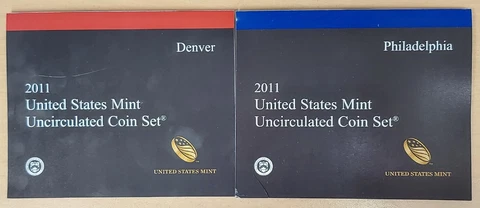 Denver
2011
United States Mint
Uncirculated Coin Set®
UNITED STATES MINT
Philadelphia
2011
United States Mint
Uncirculated Coin Set®
UNITED STATES MINT